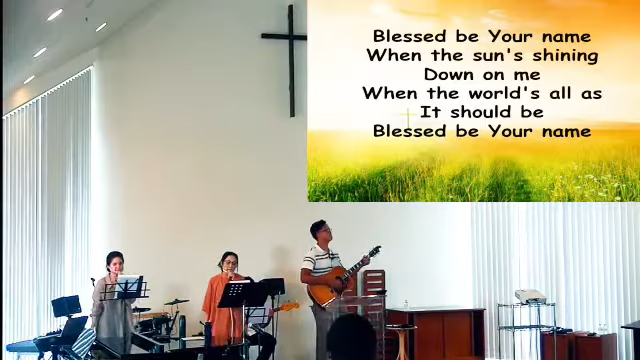 Blessed be Your name
When the sun's shining
Down on me
When the world's all as
It should be
Blessed be Your name